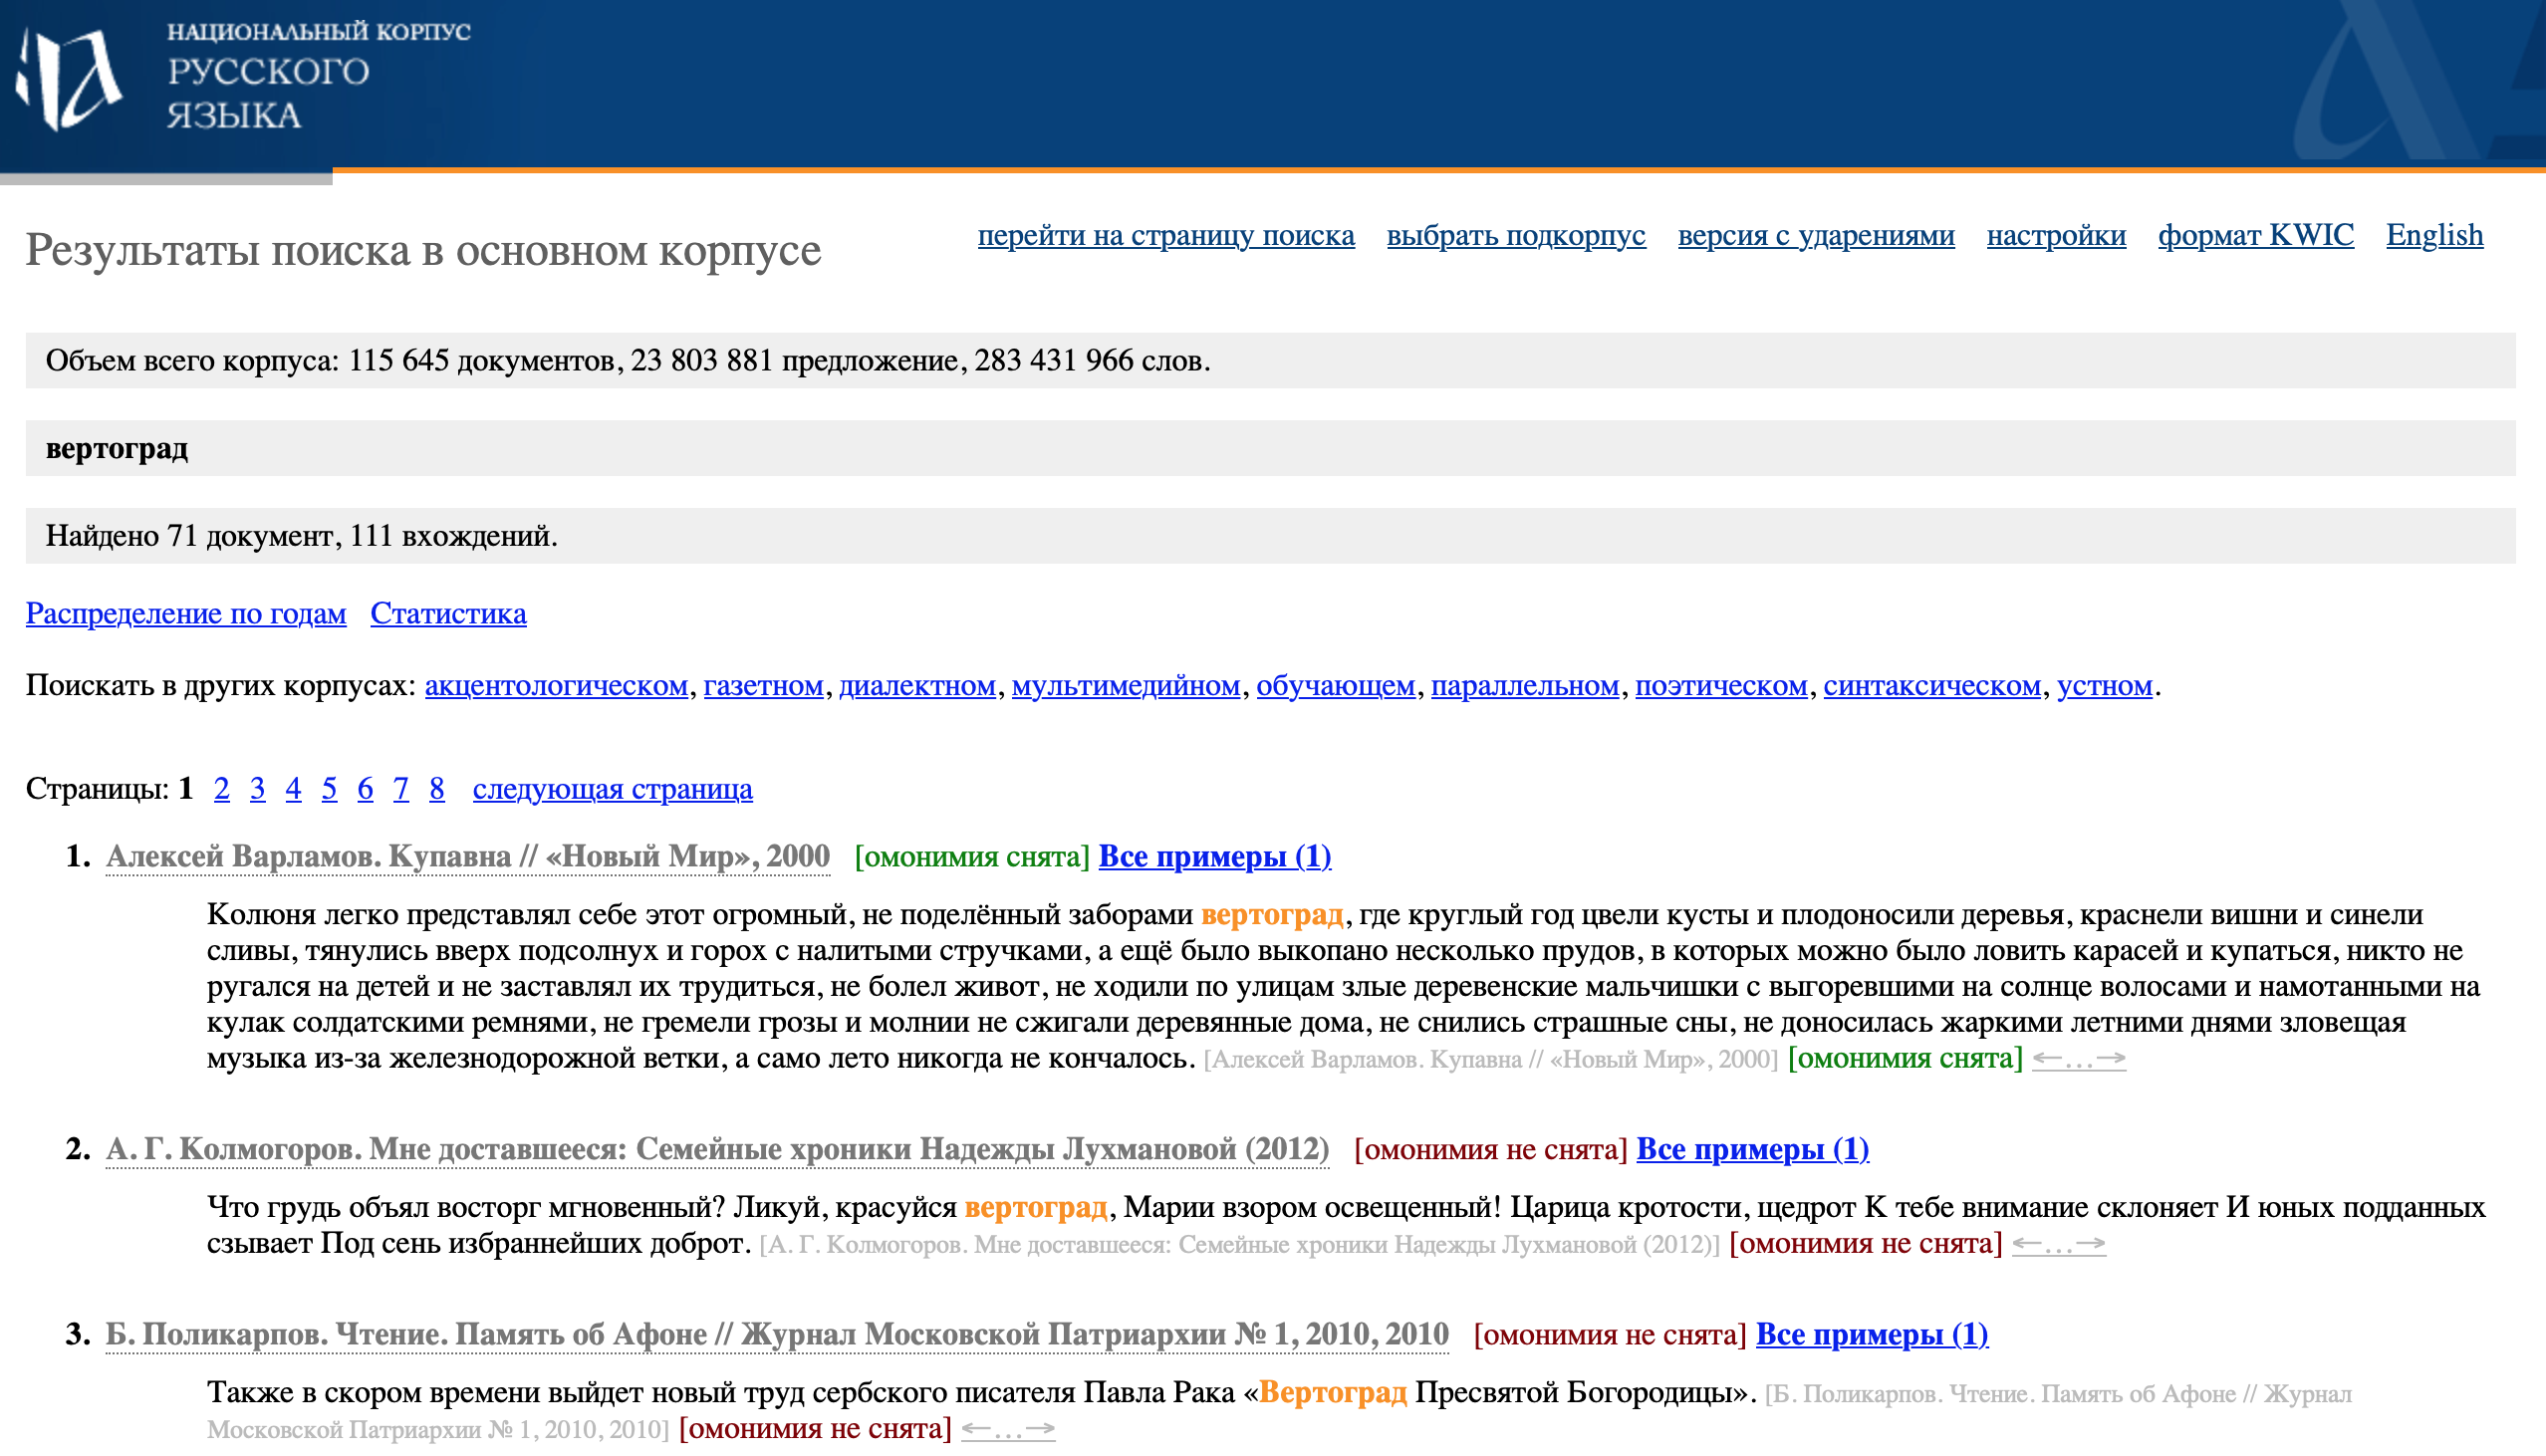 НАЦИОНАЛЬНЫЙ КОРПУС
РУССКОГО
ЯЗЫКА
Результаты поиска в основном корпусе
перейти на страницу поиска выбрать подкорпус версия с ударениями настройки формат KWIC English
Объем всего корпуса: 115 645 документов, 23 803 881 предложение, 283 431 966 слов.
вертоград
Найдено 71 документ, 111 вхождений.
Распределение по годам Статистика
Поискать в других корпусах: акцентологическом, газетном, диалектном, мультимедийном, обучающем, параллельном, поэтическом, синтаксическом, устном.
Страницы: 1 2 3 4 5 6 7 8 следующая страница
1. Алексей Варламов. Купавна // «Новый Мир», 2000 [омонимия снята] Все примеры (1)
Колюня легко представлял себе этот огромный, не поделённый заборами вертоград, где круглый год цвели кусты и плодоносили деревья, краснели вишни и синели
сливы, тянулись вверх подсолнух и горох с налитыми стручками, а ещё было выкопано несколько прудов, в которых можно было ловить карасей и купаться, никто не
ругался на детей и не заставлял их трудиться, не болел живот, не ходили по улицам злые деревенские мальчишки с выгоревшими на солнце волосами и намотанными на
кулак солдатскими ремнями, не гремели грозы и молнии не сжигали деревянные дома, не снились страшные сны, не доносилась жаркими летними днями зловещая
музыка из-за железнодорожной ветки, а само лето никогда не кончалось. [Алексей Варламов. Купавна // «Новый Мир», 2000] [омонимия снята] ←…→
2. А. Г. Колмогоров. Мне доставшееся: Семейные хроники Надежды Лухмановой (2012) [омонимия не снята] Все примеры (1)
Что грудь объял восторг мгновенный? Ликуй, красуйся вертоград, Марии взором освещенный! Царица кротости, щедрот К тебе внимание склоняет И юных подданных
сзывает Под сень избраннейших доброт. [А. Г. Колмогоров. Мне доставшееся: Семейные хроники Надежды Лухмановой (2012)] [омонимия не снята] ←…→
3. Б. Поликарпов. Чтение. Память об Афоне // Журнал Московской Патриархии № 1, 2010, 2010 [омонимия не снята] Все примеры (1)
Также в скором времени выйдет новый труд сербского писателя Павла Рака «Вертоград Пресвятой Богородицы». [Б. Поликарпов. Чтение. Память об Афоне // Журнал
Московской Патриархии № 1, 2010, 2010] [омонимия не снята] ←…→